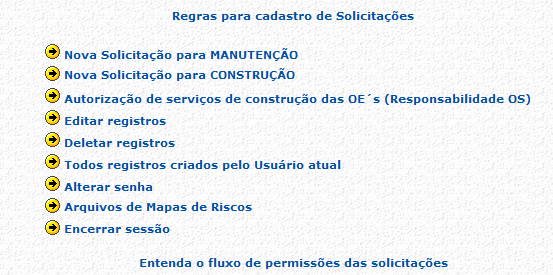 Regras para cadastro de Solicitações
Nova Solicitação para MANUTENÇÃO
Nova Solicitação para CONSTRUÇÃO
Autorização de serviços de construção das OE´s (Responsabilidade OS)
Editar registros
Deletar registros
Todos registros criados pelo Usuário atual
Alterar senha
Arquivos de Mapas de Riscos
Encerrar sessão
Entenda o fluxo de permissões das solicitações